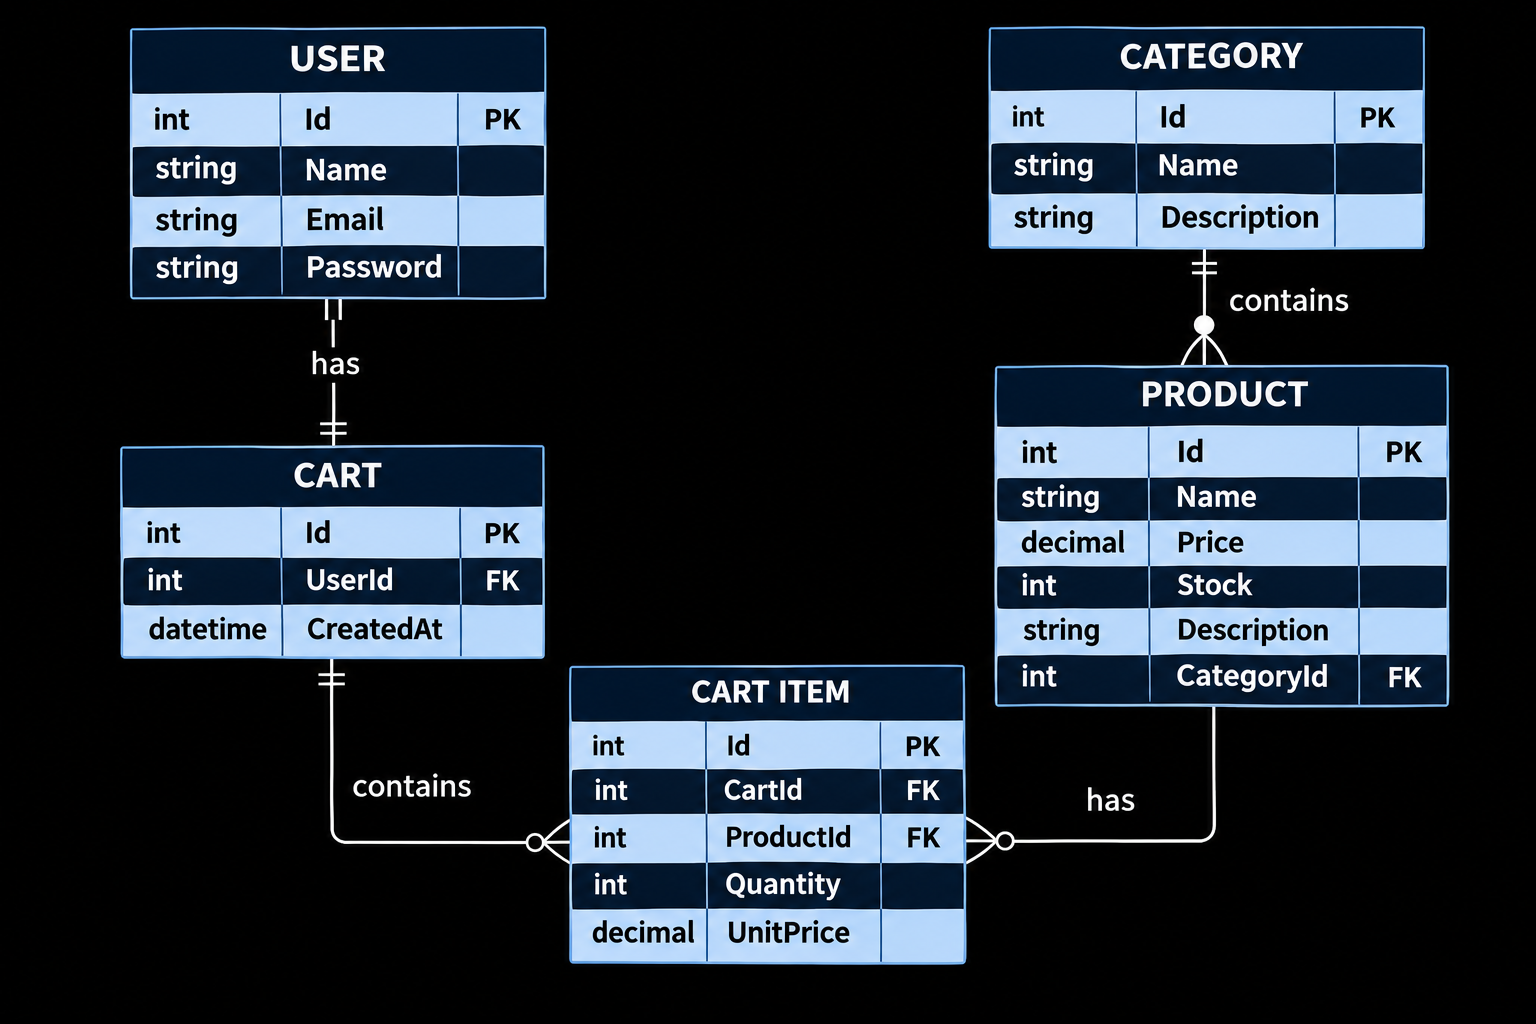 USER
int Id PK
string Name
string Email
string Password
has
CART
int Id PK
int UserId FK
datetime CreatedAt
contains
CATEGORY
int Id PK
string Name
string Description
contains
PRODUCT
int Id PK
string Name
decimal Price
int Stock
string Description
int CategoryId FK
has
CART ITEM
int Id PK
int CartId FK
int ProductId FK
int Quantity
decimal UnitPrice